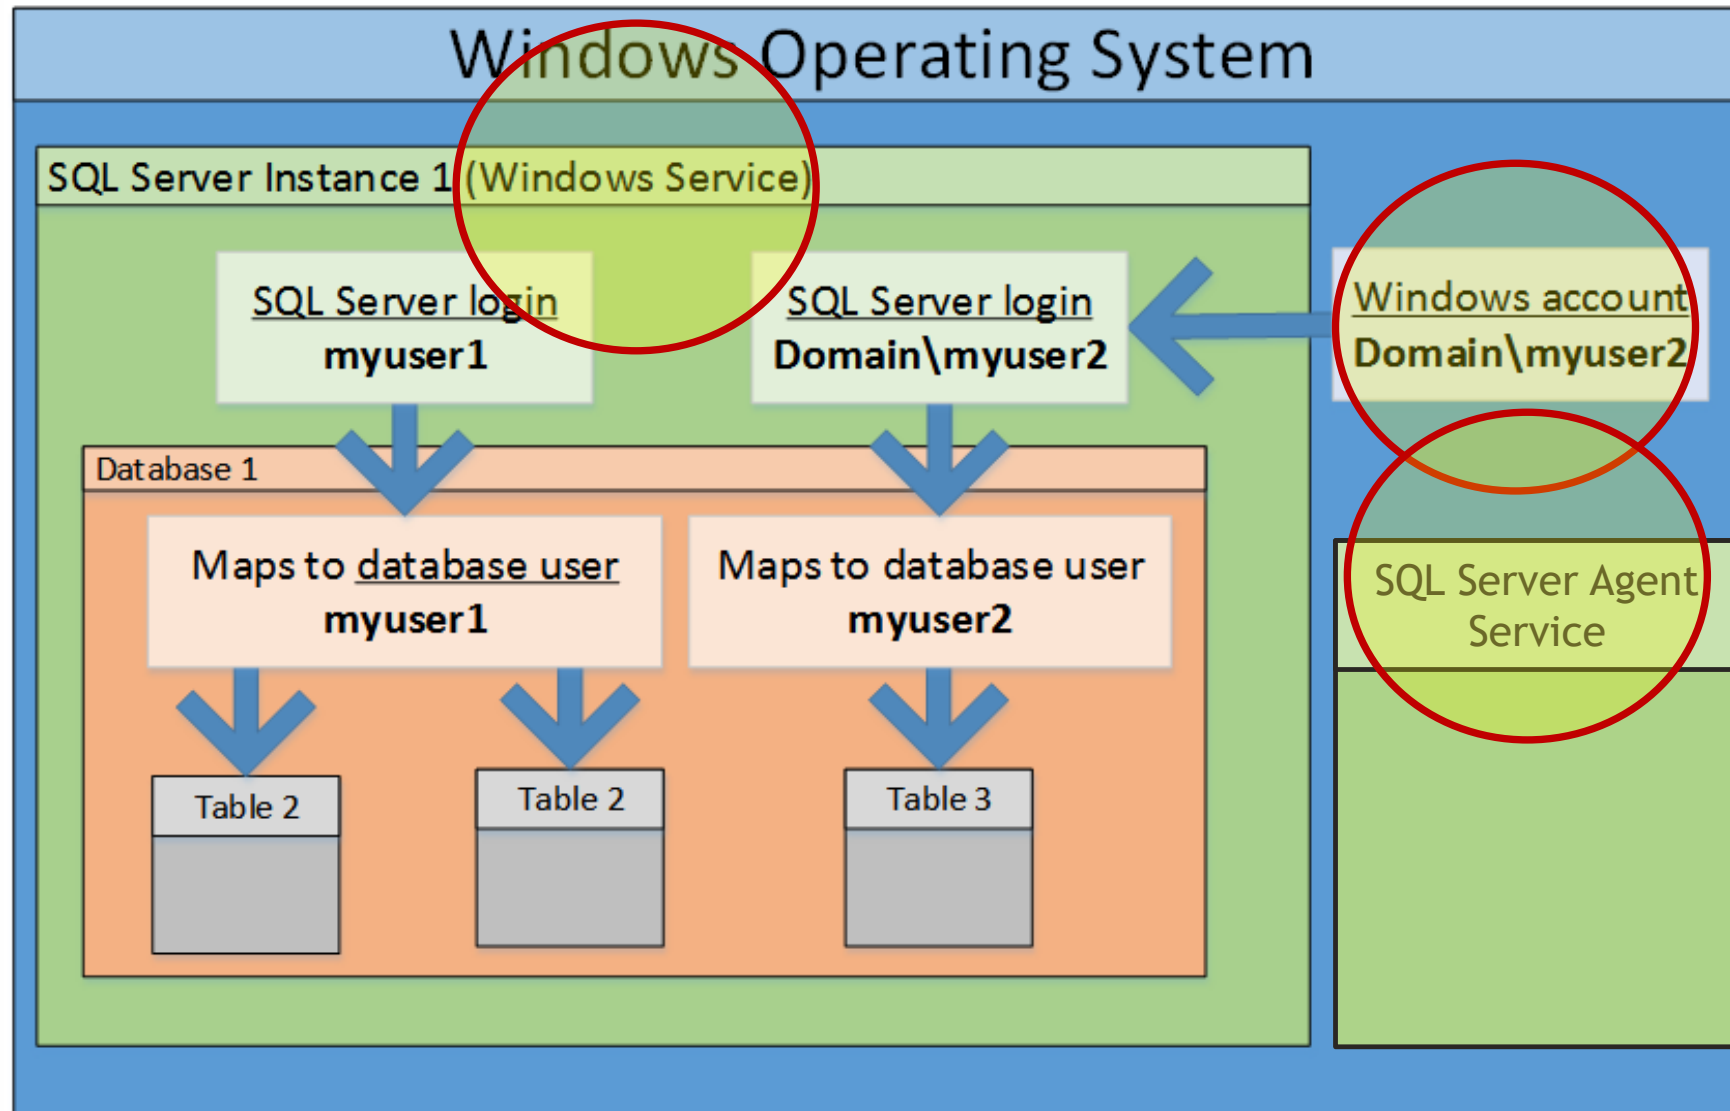 Windows Operating System
SQL Server Instance 1 (Windows Service)
SQL Server login
myuser1
SQL Server login
Domain\myuser2
Windows account
Domain\myuser2
Database 1
Maps to database user
myuser1
Maps to database user
myuser2
SQL Server Agent
Service
Table 2
Table 2
Table 3